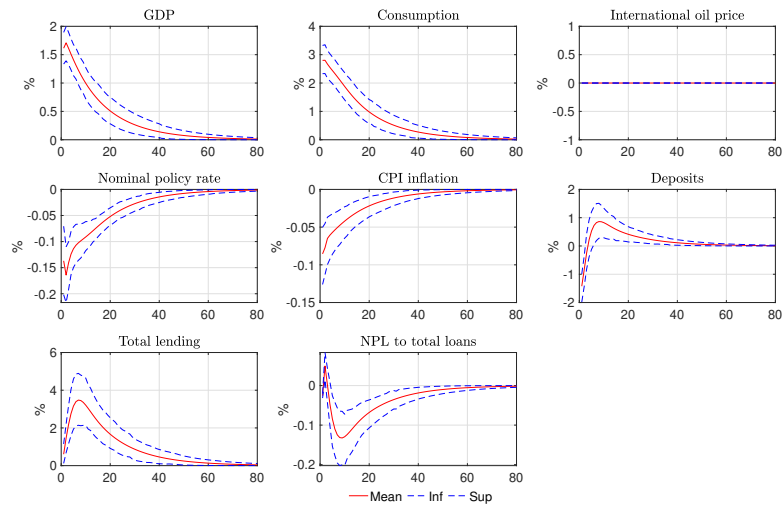 GDP
Consumption
International oil price
2
1.5
1
0.5
0
%
0 20 40 60 80
4
3
2
1
0
%
0 20 40 60 80
1
0.5
0
-0.5
-1
%
0 20 40 60 80
Nominal policy rate
CPI inflation
Deposits
0
-0.05
-0.1
-0.15
-0.2
%
0 20 40 60 80
0
-0.05
-0.1
-0.15
%
0 20 40 60 80
2
1
0
-1
-2
%
0 20 40 60 80
Total lending
NPL to total loans
6
4
2
0
%
0 20 40 60 80
0
-0.1
-0.2
%
0 20 40 60 80
Mean Inf Sup